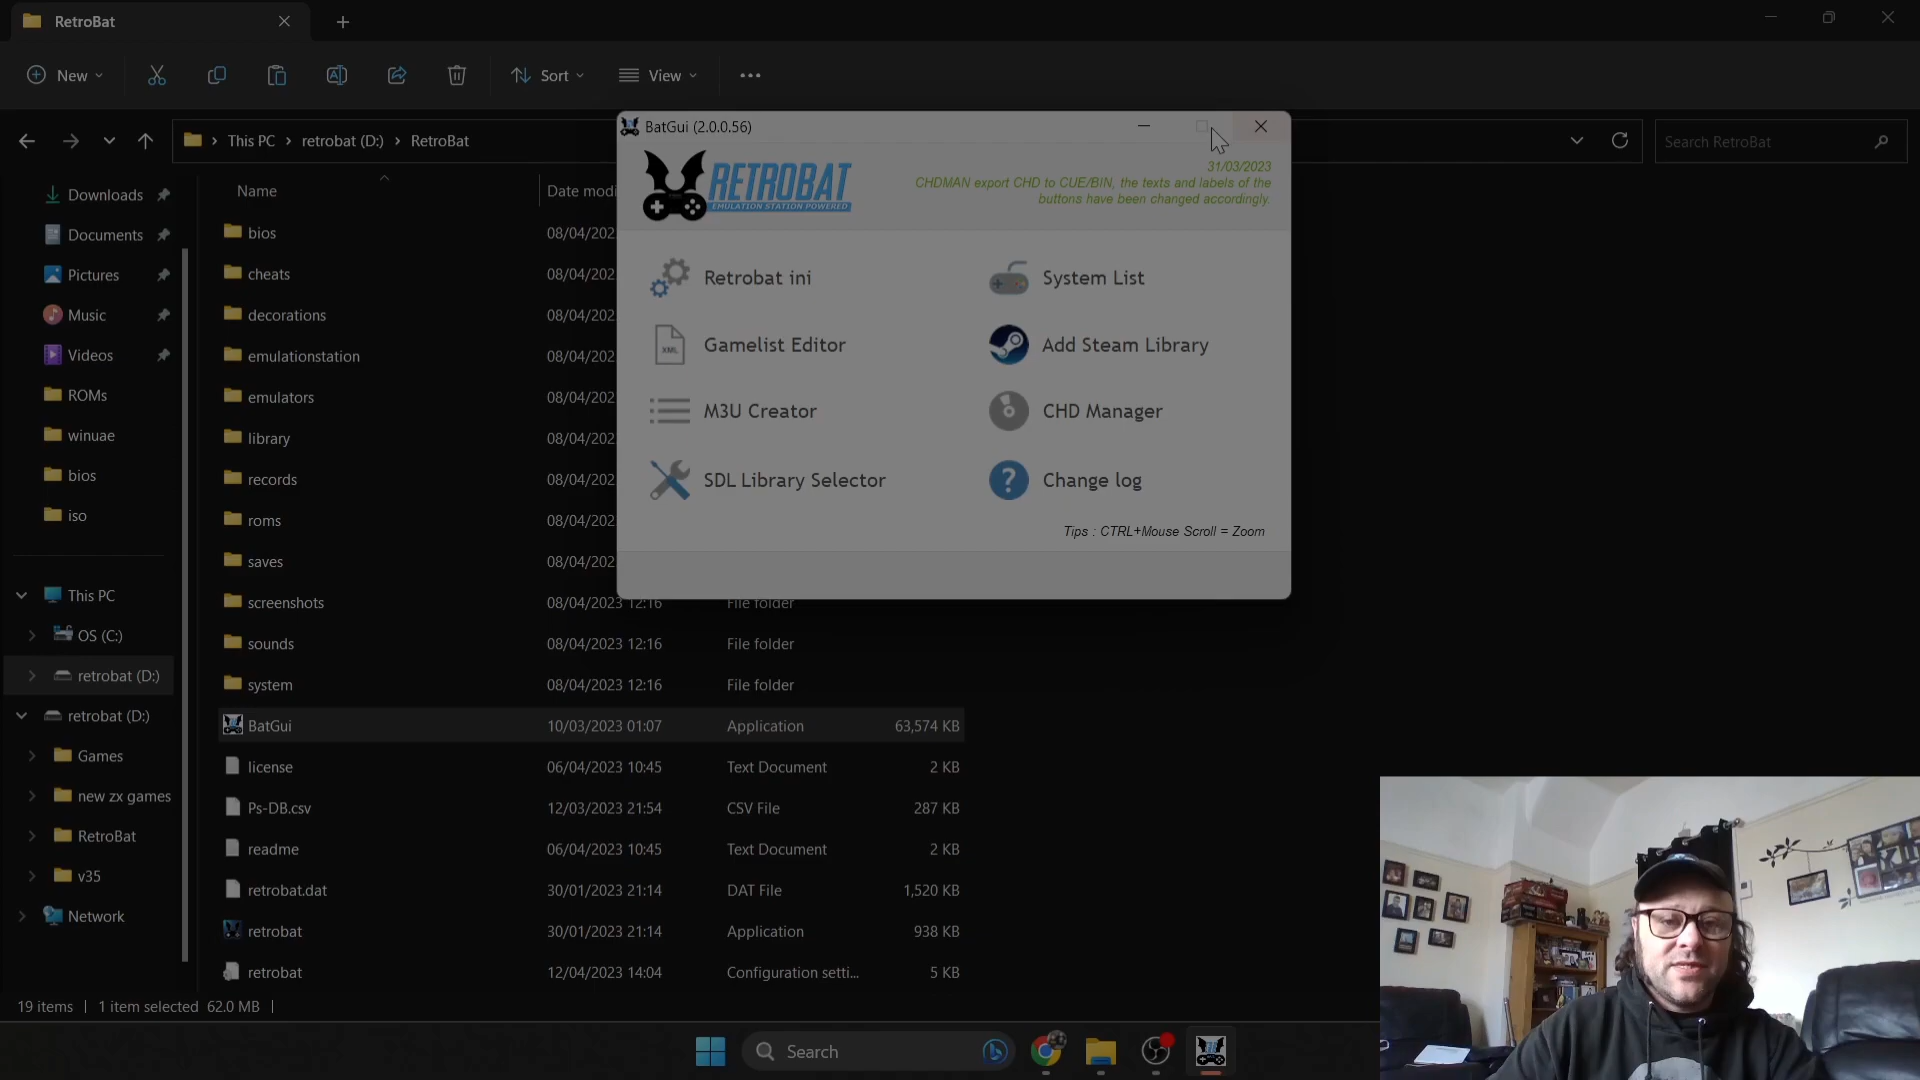 RetroBat
New
Sort
View
This PC
retrobat (D:)
RetroBat
Search RetroBat
BatGui (2.0.0.56)
RETROBAT
EMULATION STATION POWERED
31/03/2023
CHDMAN export CHD to CUE/BIN, the texts and labels of the
buttons have been changed accordingly.
Retrobat ini
System List
Gamelist Editor
Add Steam Library
XML
M3U Creator
CHD Manager
SDL Library Selector
Change log
Tips : CTRL+Mouse Scroll = Zoom
Downloads
Documents
Pictures
Music
Videos
ROMs
winuae
bios
iso
This PC
OS (C:)
retrobat (D:)
retrobat (D:)
Games
new zx games
RetroBat
v35
Network
Name
Date modi
bios 08/04/202
cheats 08/04/202
decorations 08/04/202
emulationstation 08/04/202
emulators 08/04/202
library 08/04/202
records 08/04/202
roms 08/04/202
saves 08/04/202
screenshots 08/04/2023 12:16 File folder
sounds 08/04/2023 12:16 File folder
system 08/04/2023 12:16 File folder
BatGui 10/03/2023 01:07 Application 63,574 KB
license 06/04/2023 10:45 Text Document 2 KB
Ps-DB.csv 12/03/2023 21:54 CSV File 287 KB
readme 06/04/2023 10:45 Text Document 2 KB
retrobat.dat 30/01/2023 21:14 DAT File 1,520 KB
retrobat 30/01/2023 21:14 Application 938 KB
retrobat 12/04/2023 14:04 Configuration setti... 5 KB
19 items
1 item selected 62.0 MB
Search